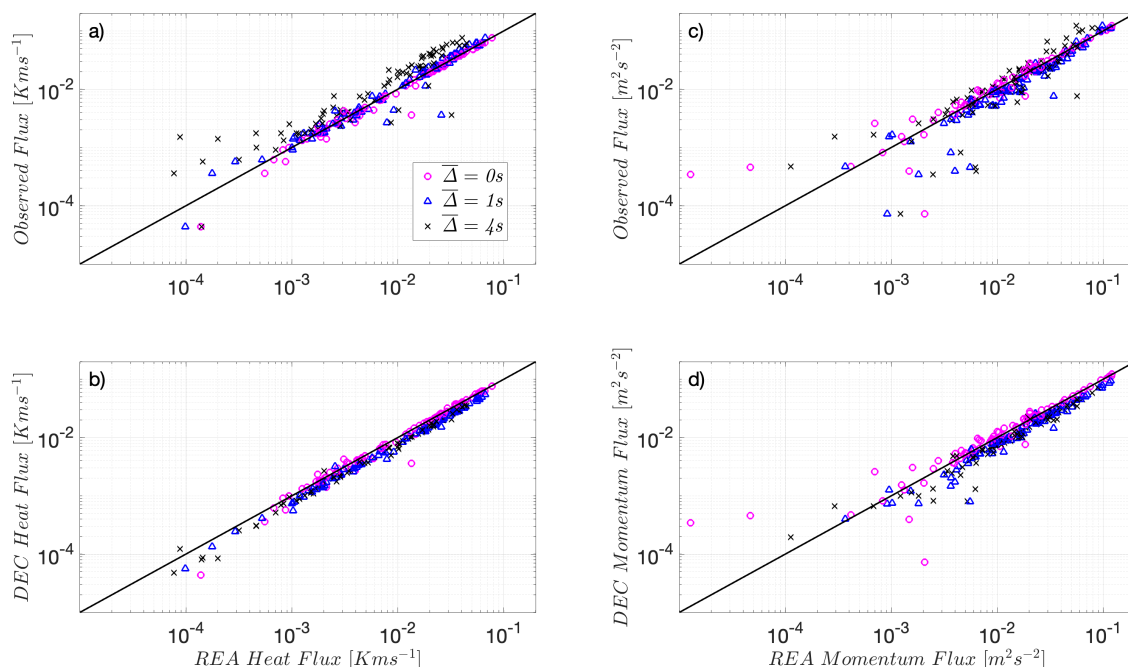 a)
Observed Flux [Kms⁻¹]
10⁻²
10⁻⁴
10⁻⁴ 10⁻³ 10⁻² 10⁻¹
Δ̅ = 0s
Δ̅ = 1s
Δ̅ = 4s
c)
Observed Flux [m²s⁻²]
10⁻²
10⁻⁴
10⁻⁴ 10⁻³ 10⁻² 10⁻¹
b)
DEC Heat Flux [Kms⁻¹]
10⁻²
10⁻⁴
10⁻⁴ 10⁻³ 10⁻² 10⁻¹
REA Heat Flux [Kms⁻¹]
d)
DEC Momentum Flux [m²s⁻²]
10⁻²
10⁻⁴
10⁻⁴ 10⁻³ 10⁻² 10⁻¹
REA Momentum Flux [m²s⁻²]